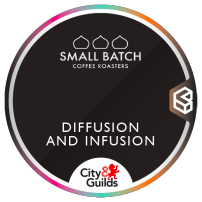 SMALL BATCH
COFFEE ROASTERS
DIFFUSION
AND INFUSION
City&
Guilds